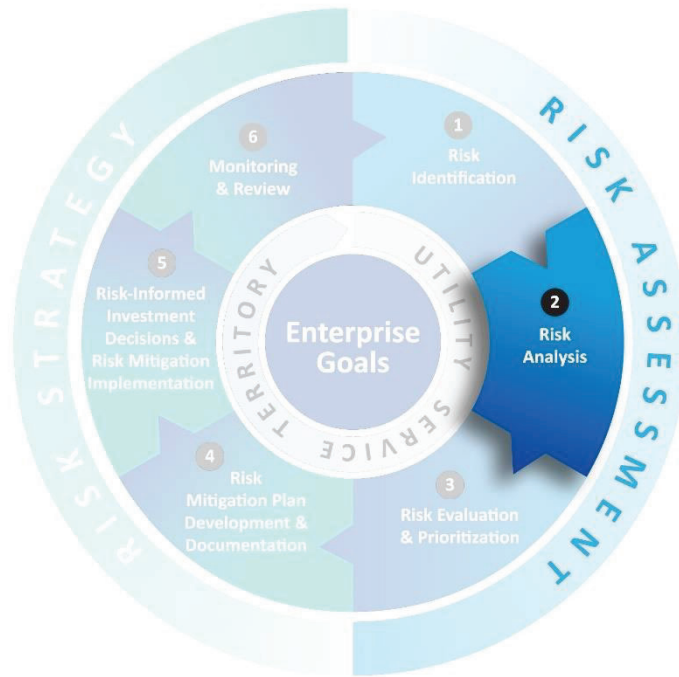 RISK STRATEGY
RISK ASSESSMENT
1
Risk
Identification
2
Risk
Analysis
3
Risk Evaluation
& Prioritization
4
Risk
Mitigation Plan
Development &
Documentation
5
Risk-Informed
Investment
Decisions &
Risk Mitigation
Implementation
6
Monitoring
& Review
UTILITY SERVICE TERRITORY
Enterprise
Goals